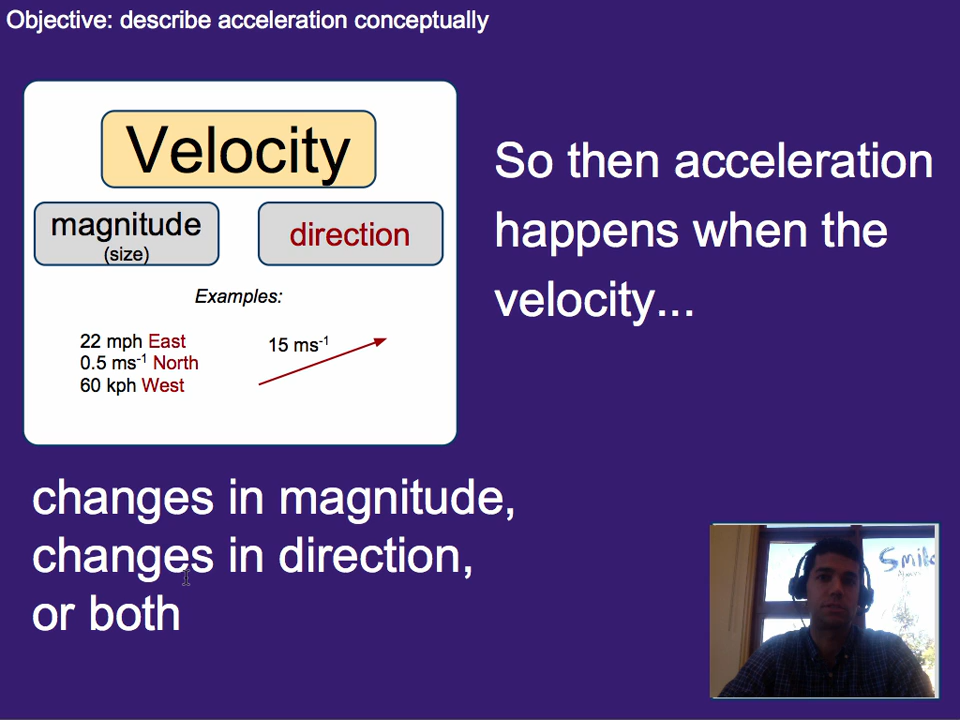 Objective: describe acceleration conceptually
Velocity
magnitude
(size)
direction
Examples:
22 mph East
0.5 ms⁻¹ North
60 kph West
15 ms⁻¹
So then acceleration
happens when the
velocity...
changes in magnitude,
changes in direction,
or both